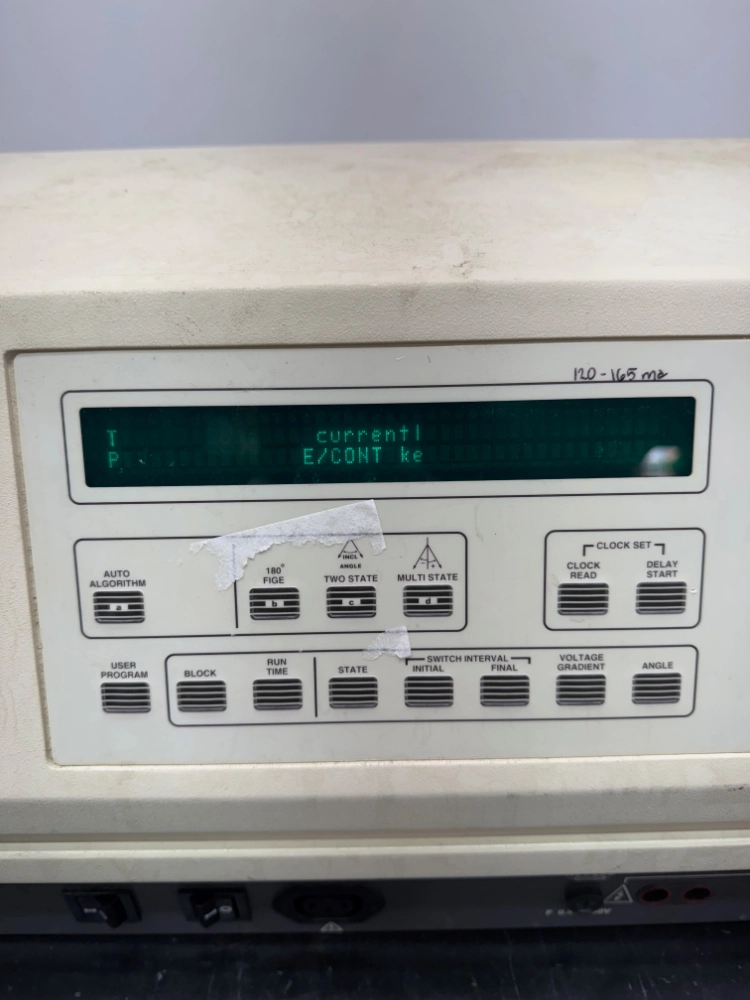 120-165 ma
T currentl
P E/CONT ke
INCL
ANGLE
AUTO
ALGORITHM
a
180°
FIGE
b
TWO STATE
c
MULTI STATE
d
CLOCK SET
CLOCK
READ
DELAY
START
USER
PROGRAM
BLOCK
RUN
TIME
STATE
SWITCH INTERVAL
INITIAL
FINAL
VOLTAGE
GRADIENT
ANGLE